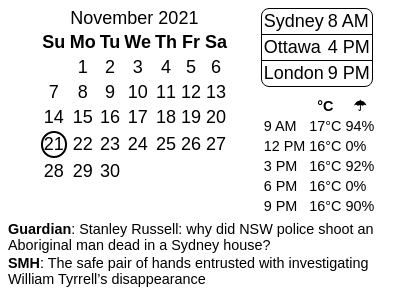 November 2021
Su Mo Tu We Th Fr Sa
1 2 3 4 5 6
7 8 9 10 11 12 13
14 15 16 17 18 19 20
21 22 23 24 25 26 27
28 29 30
Sydney 8 AM
Ottawa 4 PM
London 9 PM
°C ☂
9 AM 17°C 94%
12 PM 16°C 0%
3 PM 16°C 92%
6 PM 16°C 0%
9 PM 16°C 90%
Guardian: Stanley Russell: why did NSW police shoot an
Aboriginal man dead in a Sydney house?
SMH: The safe pair of hands entrusted with investigating
William Tyrrell’s disappearance